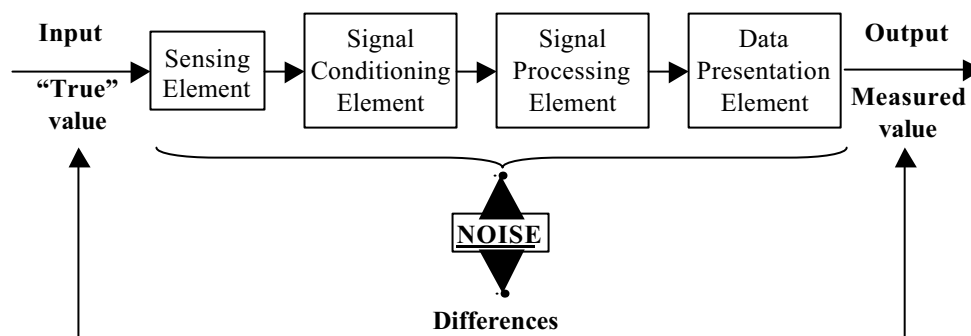 Input
“True”
value
Sensing
Element
Signal
Conditioning
Element
Signal
Processing
Element
Data
Presentation
Element
Output
Measured
value
NOISE
Differences